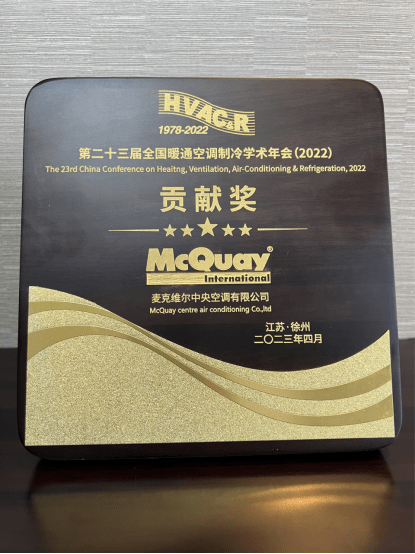 HVAC&R
1978-2022
第二十三届全国暖通空调制冷学术年会(2022)
The 23rd China Conference on Heaitng, Ventilation, Air-Conditioning & Refrigeration, 2022
贡献奖
McQuay
International
麦克维尔中央空调有限公司
McQuay centre air conditioning Co.,ltd
江苏·徐州
二〇二三年四月